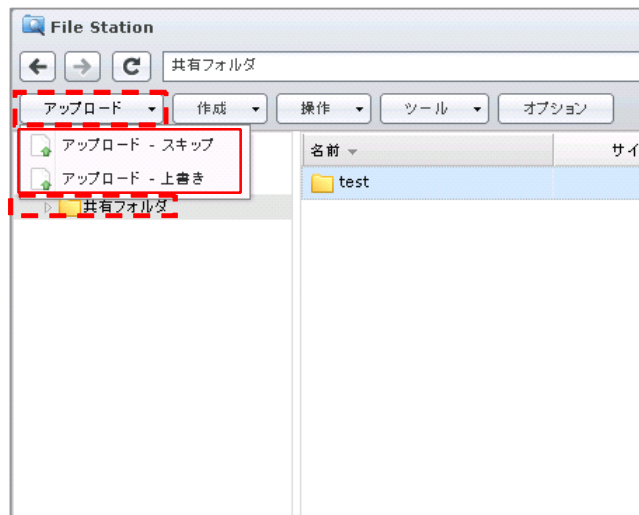 File Station
共有フォルダ
アップロード 作成 操作 ツール オプション
アップロード - スキップ
アップロード - 上書き
共有フォルダ
名前 サイ
test